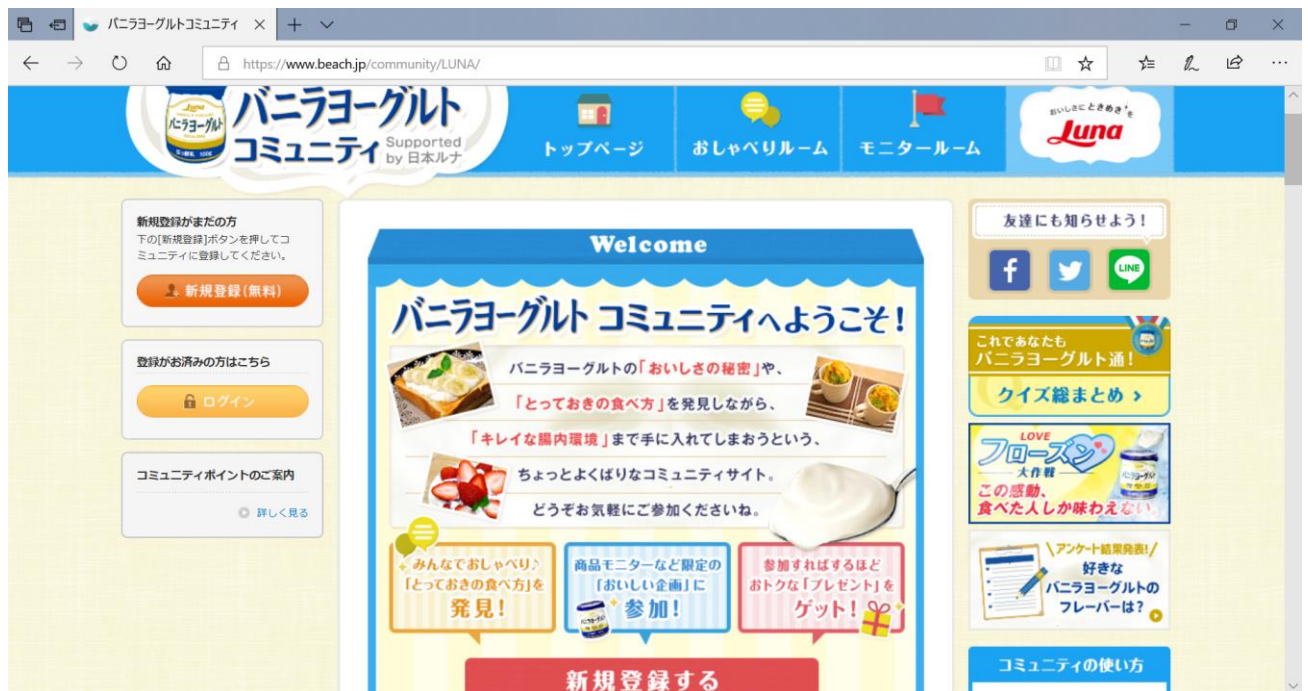 バニラヨーグルトコミュニティ
https://www.beach.jp/community/LUNA/
Luna
バニラヨーグルト
バニラヨーグルト
コミュニティ
Supported
by 日本ルナ
トップページ
おしゃべりルーム
モニタールーム
おいしさにときめきを
Luna
新規登録がまだの方
下の[新規登録]ボタンを押してコ
ミュニティに登録してください。
新規登録(無料)
登録がお済みの方はこちら
ログイン
コミュニティポイントのご案内
詳しく見る
Welcome
バニラヨーグルト コミュニティへようこそ!
バニラヨーグルトの「おいしさの秘密」や、
「とっておきの食べ方」を発見しながら、
「キレイな腸内環境」まで手に入れてしまおうという、
ちょっとよくばりなコミュニティサイト。
どうぞお気軽にご参加くださいね。
みんなでおしゃべり♪
「とっておきの食べ方」を
発見!
商品モニターなど限定の
「おいしい企画」に
参加!
参加すればするほど
おトクな「プレゼント」を
ゲット!
新規登録する
友達にも知らせよう!
LINE
これであなたも
バニラヨーグルト通!
クイズ総まとめ
LOVE
フローズン
大作戦
この感動、
食べた人しか味わえない。
アンケート結果発表!
好きな
バニラヨーグルトの
フレーバーは?
コミュニティの使い方